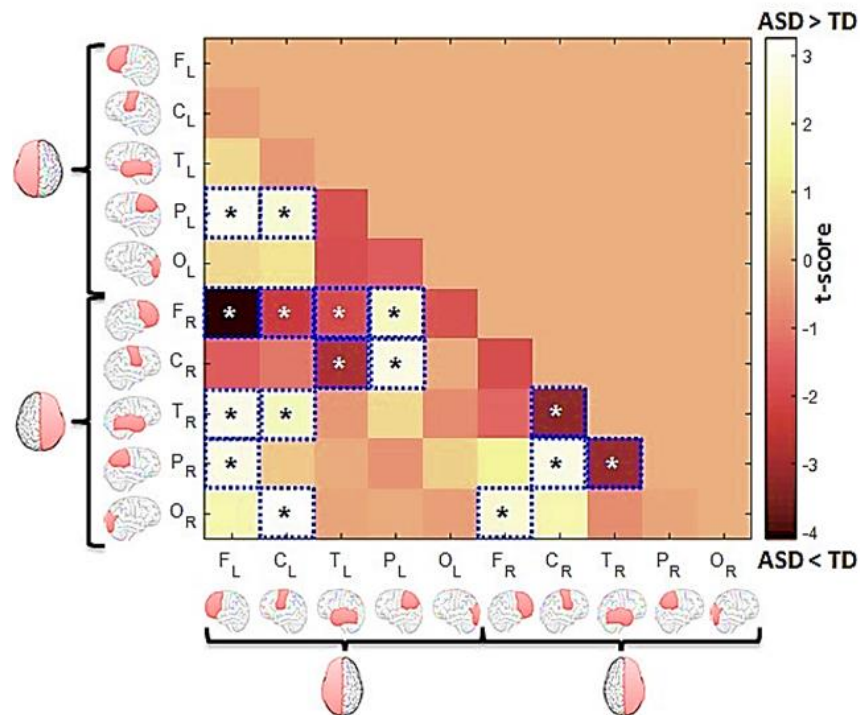 ASD > TD
F_L
C_L
T_L
P_L
* *
O_L
F_R
* * * *
C_R
* *
T_R
* * *
P_R
* * *
O_R
* *
F_L C_L T_L P_L O_L F_R C_R T_R P_R O_R
3
2
1
0
-1
-2
-3
-4
t-score
ASD < TD